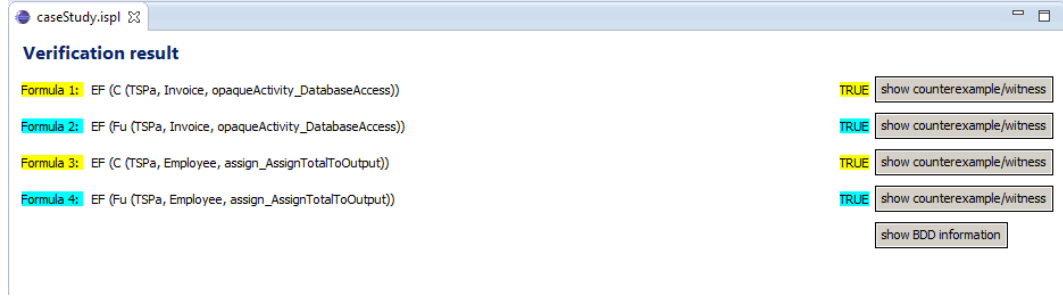 caseStudy.ispl
Verification result
Formula 1: EF (C (TSPa, Invoice, opaqueActivity_DatabaseAccess)) TRUE show counterexample/witness
Formula 2: EF (Fu (TSPa, Invoice, opaqueActivity_DatabaseAccess)) TRUE show counterexample/witness
Formula 3: EF (C (TSPa, Employee, assign_AssignTotalToOutput)) TRUE show counterexample/witness
Formula 4: EF (Fu (TSPa, Employee, assign_AssignTotalToOutput)) TRUE show counterexample/witness
show BDD information